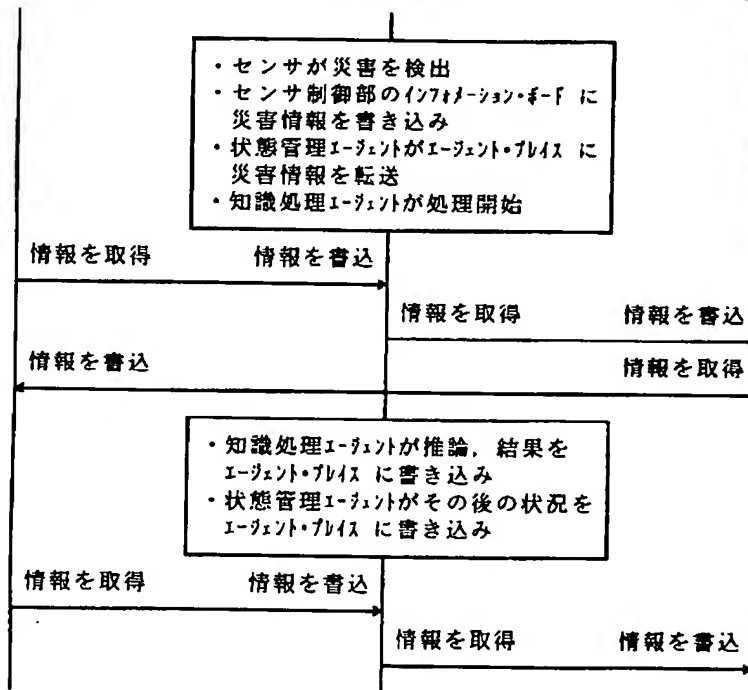 ・センサが災害を検出
・センサ制御部のインフォメーション・ボード に
災害情報を書き込み
・状態管理エージェントがエージェント・プレイス に
災害情報を転送
・知識処理エージェントが処理開始
情報を取得 情報を書込
情報を取得 情報を書込
情報を書込 情報を取得
・知識処理エージェントが推論，結果を
エージェント・プレイス に書き込み
・状態管理エージェントがその後の状況を
エージェント・プレイス に書き込み
情報を取得 情報を書込
情報を取得 情報を書込